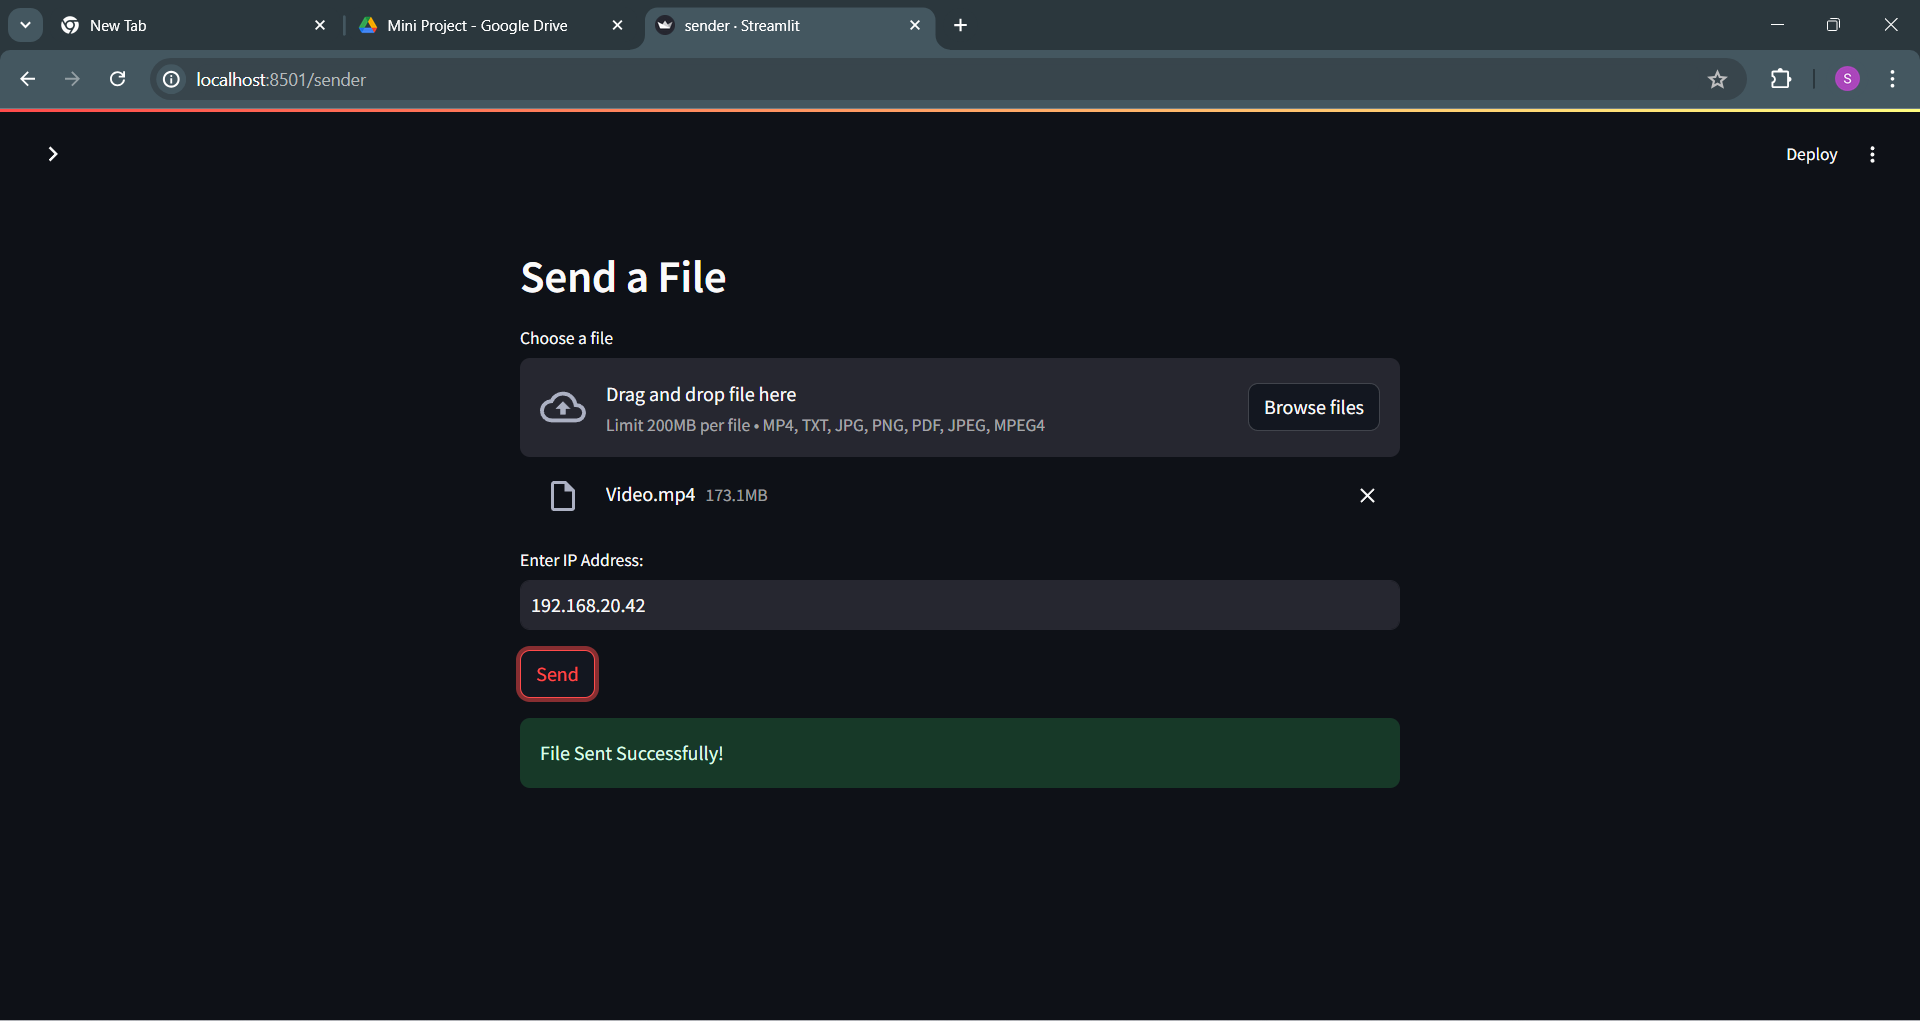 New Tab
Mini Project - Google Drive
sender · Streamlit
localhost:8501/sender
S
Deploy
Send a File
Choose a file
Drag and drop file here
Limit 200MB per file • MP4, TXT, JPG, PNG, PDF, JPEG, MPEG4
Browse files
Video.mp4 173.1MB
Enter IP Address:
192.168.20.42
Send
File Sent Successfully!